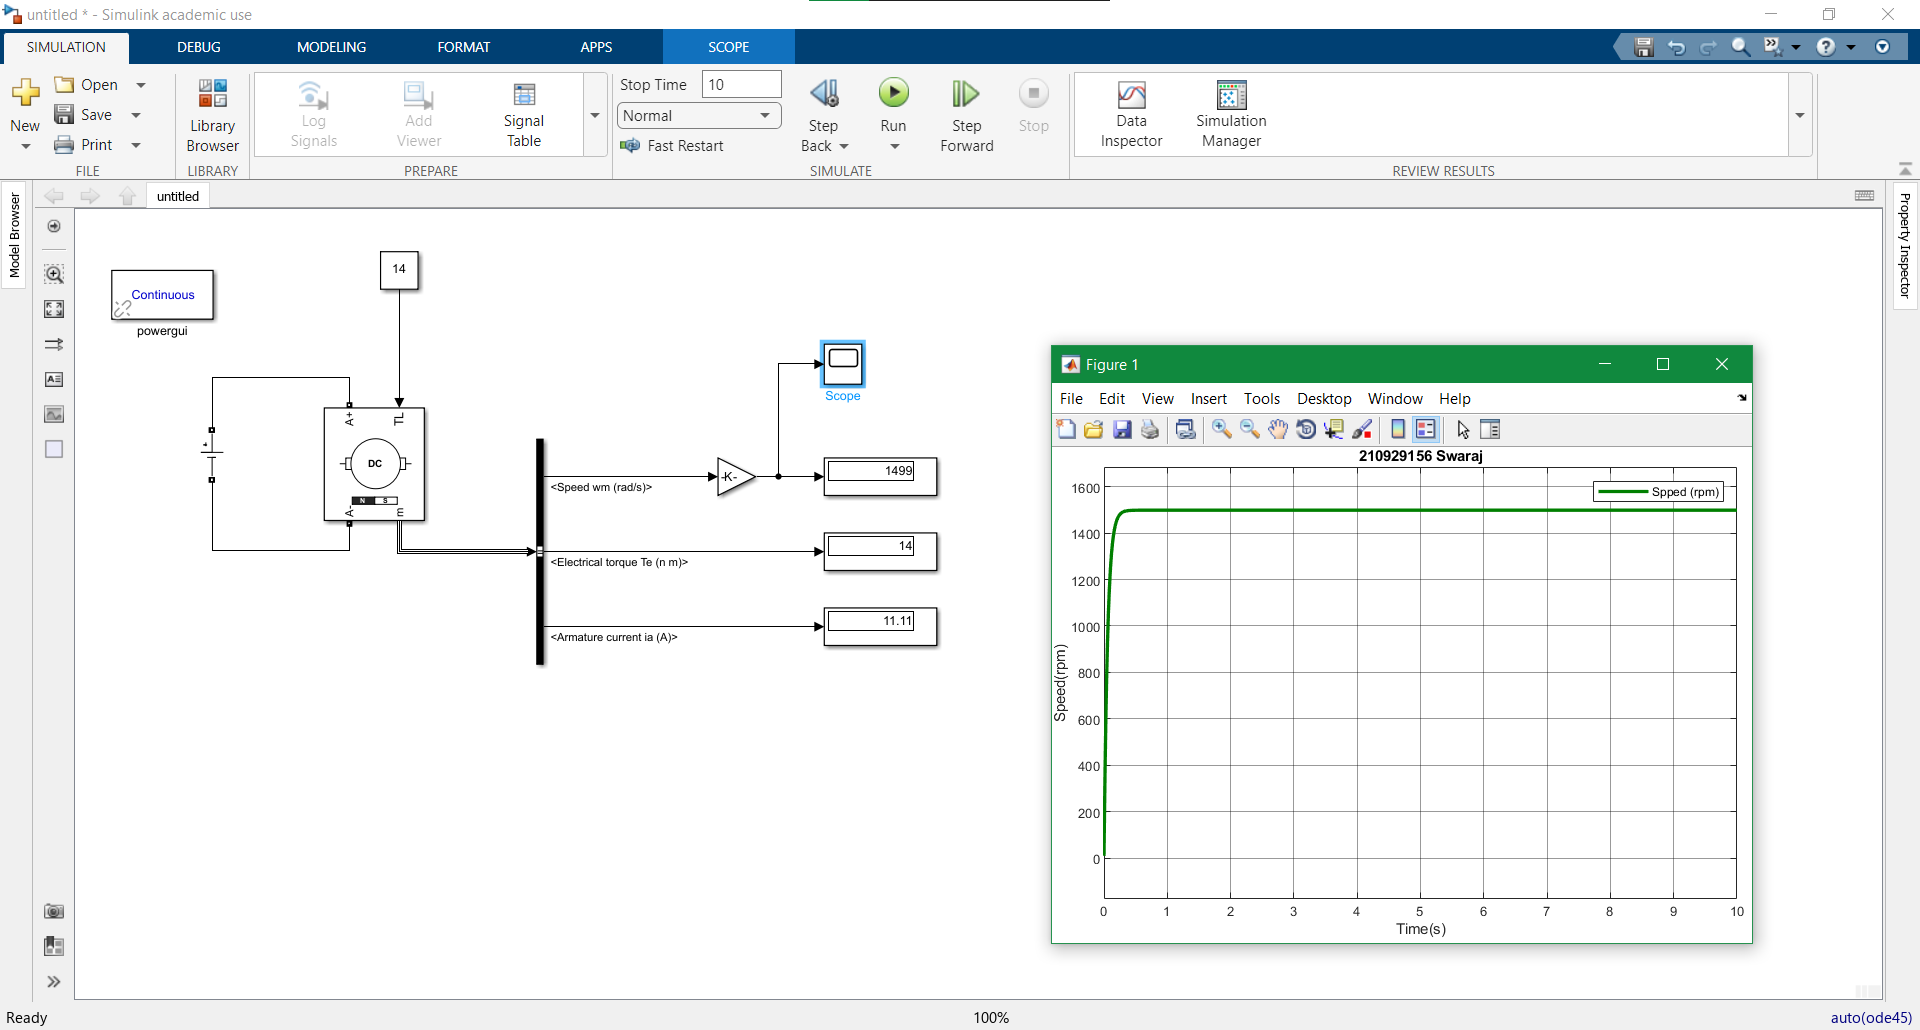 untitled * - Simulink academic use
SIMULATION DEBUG MODELING FORMAT APPS SCOPE
New
Open
Save
Print
FILE
Library Browser
LIBRARY
Log Signals
Add Viewer
Signal Table
PREPARE
Stop Time 10
Normal
Fast Restart
Step Back
Run
Step Forward
Stop
SIMULATE
Data Inspector
Simulation Manager
REVIEW RESULTS
Model Browser
untitled
Property Inspector
Continuous
powergui
14
A+ TL
DC
N S
A- m
<Speed wm (rad/s)>
-K-
Scope
1499
<Electrical torque Te (n m)>
14
<Armature current ia (A)>
11.11
Figure 1
File Edit View Insert Tools Desktop Window Help
210929156 Swaraj
Spped (rpm)
1600
1400
1200
1000
800
600
400
200
0
Speed(rpm)
0 1 2 3 4 5 6 7 8 9 10
Time(s)
Ready
100%
auto(ode45)